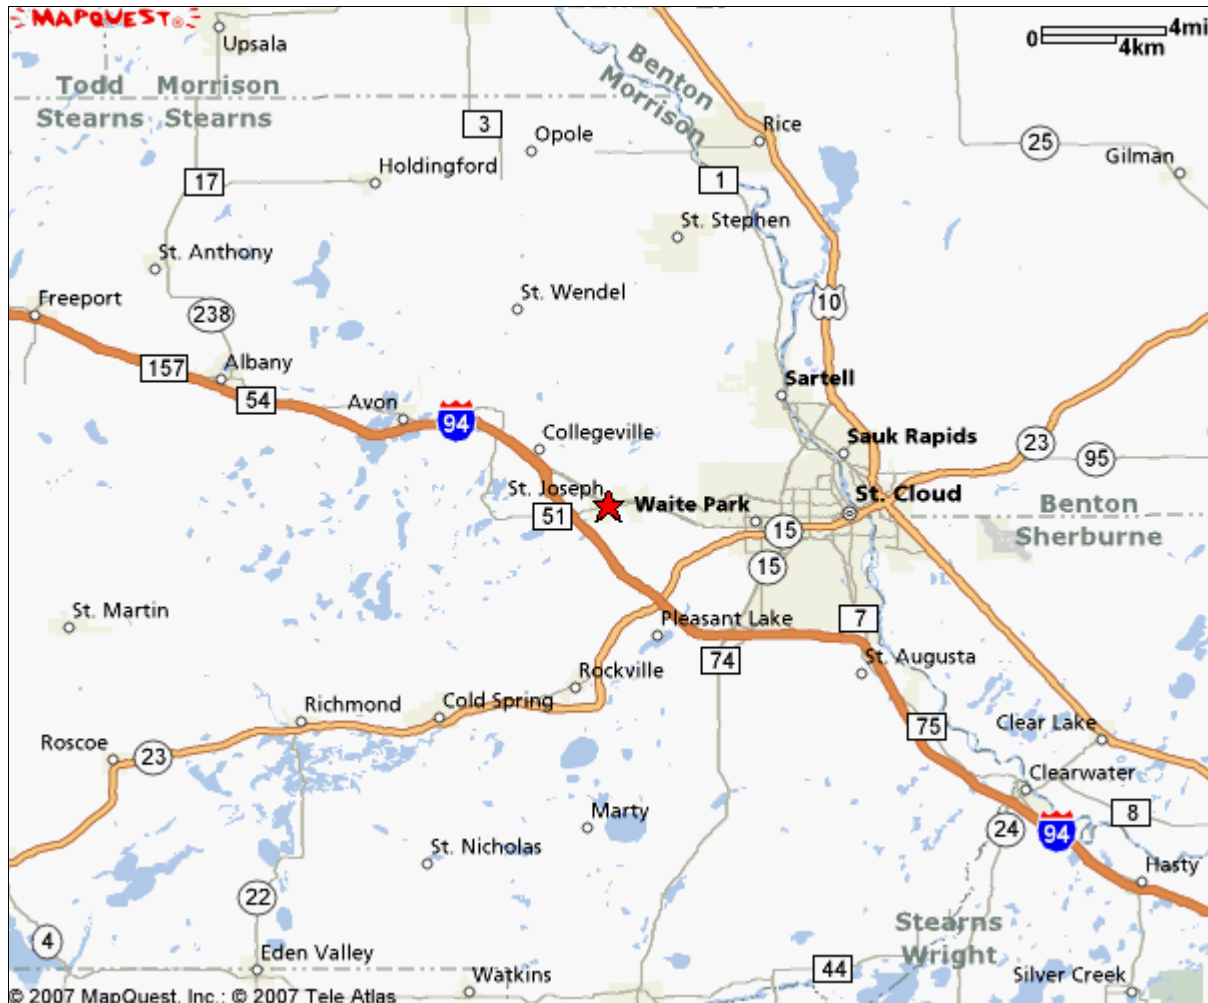 MAPQUEST®
0 4mi
4km
Upsala
Todd Morrison
Stearns Stearns
Benton
Morrison
3
Opole
Rice
25
Gilman
Holdingford
17
1
St. Stephen
St. Anthony
Freeport
St. Wendel
238
10
157
Albany
54
Avon
94
Sartell
Collegeville
Sauk Rapids
23
95
St. Joseph
51
Waite Park
St. Cloud
15
Benton
Sherburne
15
St. Martin
Pleasant Lake
7
74
Rockville
St. Augusta
Richmond
Cold Spring
75
Clear Lake
Roscoe
23
Clearwater
Marty
8
24
94
St. Nicholas
Hasty
22
Stearns
Wright
4
Eden Valley
44
Watkins
Silver Creek
© 2007 MapQuest, Inc.; © 2007 Tele Atlas